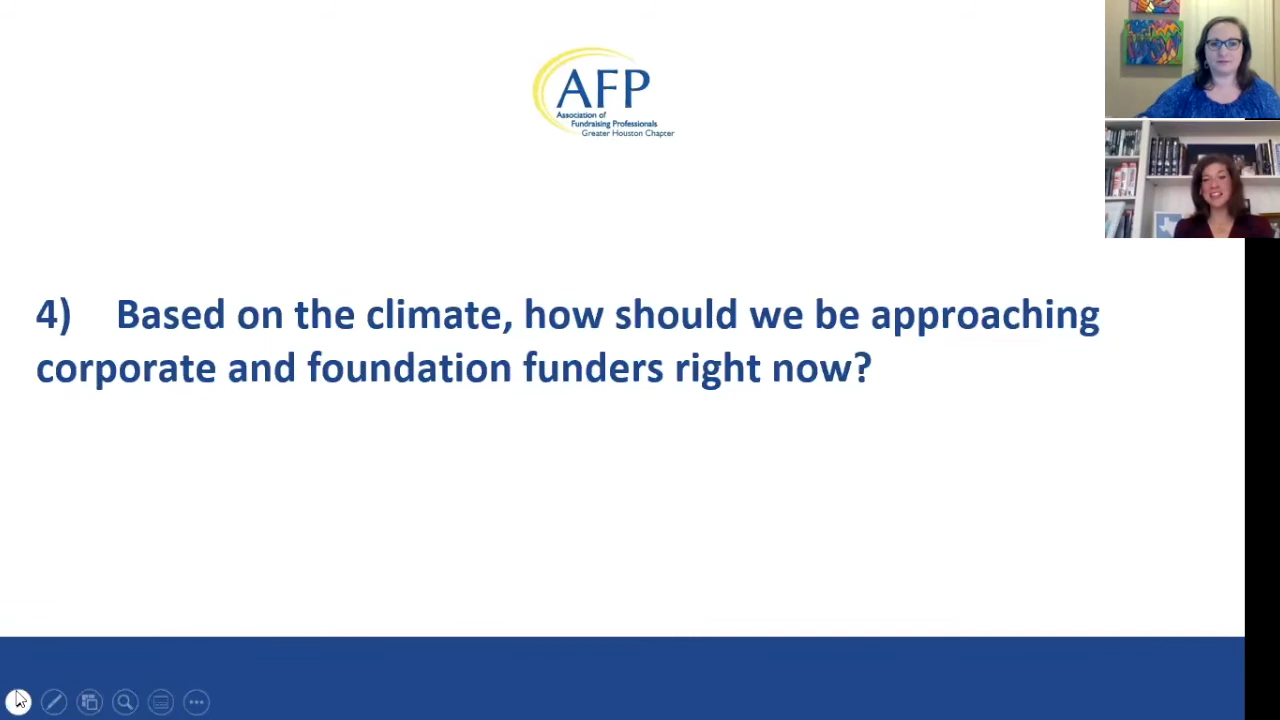 AFP
Association of
Fundraising Professionals
Greater Houston Chapter
4) Based on the climate, how should we be approaching
corporate and foundation funders right now?